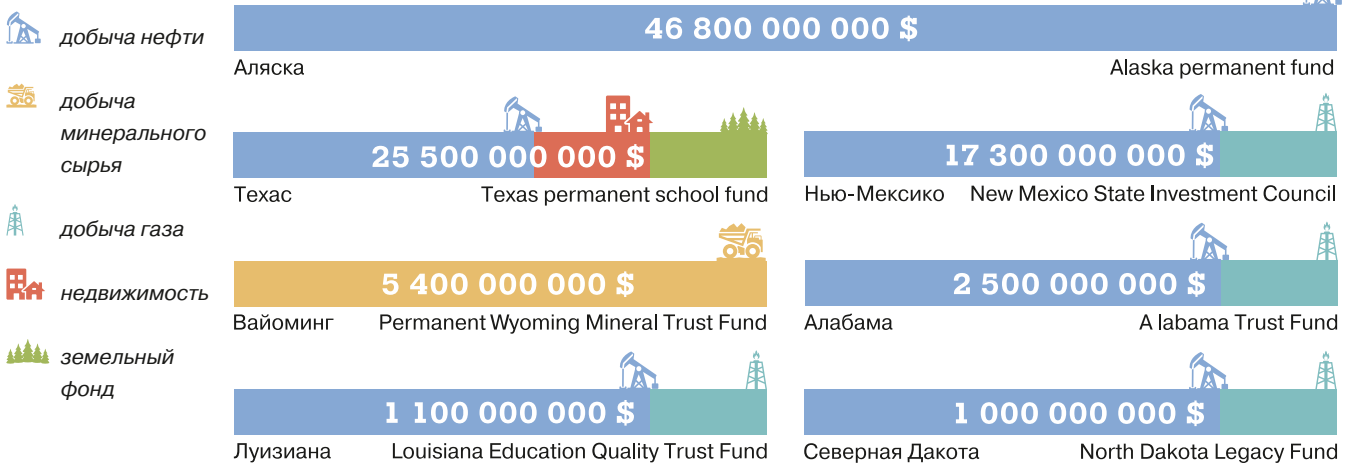 добыча нефти
добыча
минерального
сырья
добыча газа
недвижимость
земельный
фонд
46 800 000 000 $
Аляска Alaska permanent fund
25 500 000 000 $
Техас Texas permanent school fund
17 300 000 000 $
Нью-Мексико New Mexico State Investment Council
5 400 000 000 $
Вайоминг Permanent Wyoming Mineral Trust Fund
2 500 000 000 $
Алабама A labama Trust Fund
1 100 000 000 $
Луизиана Louisiana Education Quality Trust Fund
1 000 000 000 $
Северная Дакота North Dakota Legacy Fund